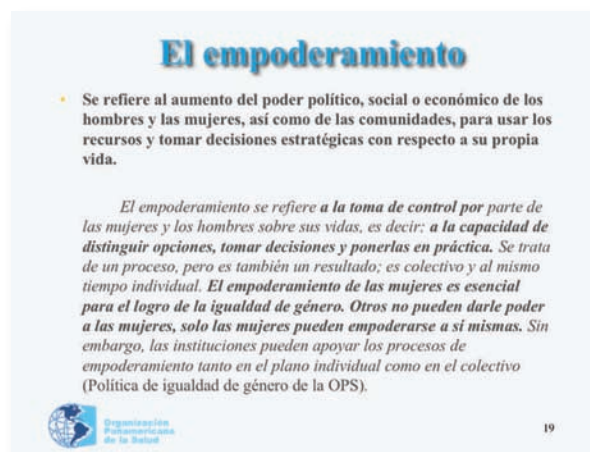 El empoderamiento
• Se refiere al aumento del poder político, social o económico de los
hombres y las mujeres, así como de las comunidades, para usar los
recursos y tomar decisiones estratégicas con respecto a su propia
vida.
El empoderamiento se refiere a la toma de control por parte de
las mujeres y los hombres sobre sus vidas, es decir; a la capacidad de
distinguir opciones, tomar decisiones y ponerlas en práctica. Se trata
de un proceso, pero es también un resultado; es colectivo y al mismo
tiempo individual. El empoderamiento de las mujeres es esencial
para el logro de la igualdad de género. Otros no pueden darle poder
a las mujeres, solo las mujeres pueden empoderarse a sí mismas. Sin
embargo, las instituciones pueden apoyar los procesos de
empoderamiento tanto en el plano individual como en el colectivo
(Política de igualdad de género de la OPS).
Organización
Panamericana
de la Salud
19